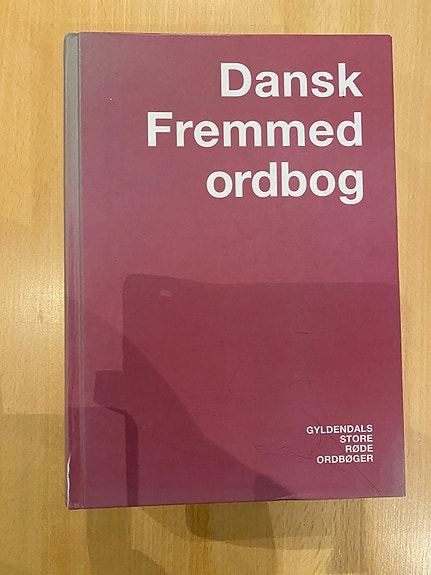 Dansk
Fremmed
ordbog
GYLDENDALS
STORE
RØDE
ORDBØGER